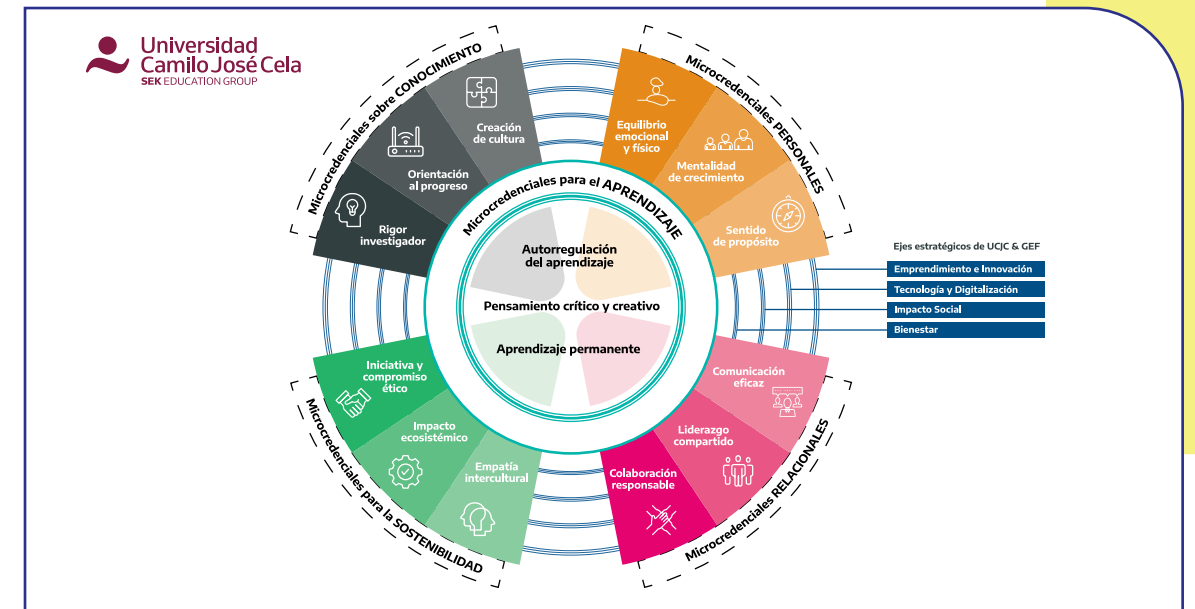 Universidad
Camilo José Cela
SEK EDUCATION GROUP
Microcredenciales sobre CONOCIMIENTO
Creación
de cultura
Orientación
al progreso
Rigor
investigador
Microcredenciales PERSONALES
Equilibrio
emocional
y físico
Mentalidad
de crecimiento
Sentido
de propósito
Microcredenciales para el APRENDIZAJE
Autorregulación
del aprendizaje
Pensamiento crítico y creativo
Aprendizaje permanente
Ejes estratégicos de UCJC & GEF
Emprendimiento e Innovación
Tecnología y Digitalización
Impacto Social
Bienestar
Iniciativa y
compromiso
ético
Impacto
ecosistémico
Empatía
intercultural
Microcredenciales para la SOSTENIBILIDAD
Comunicación
eficaz
Liderazgo
compartido
Colaboración
responsable
Microcredenciales RELACIONALES